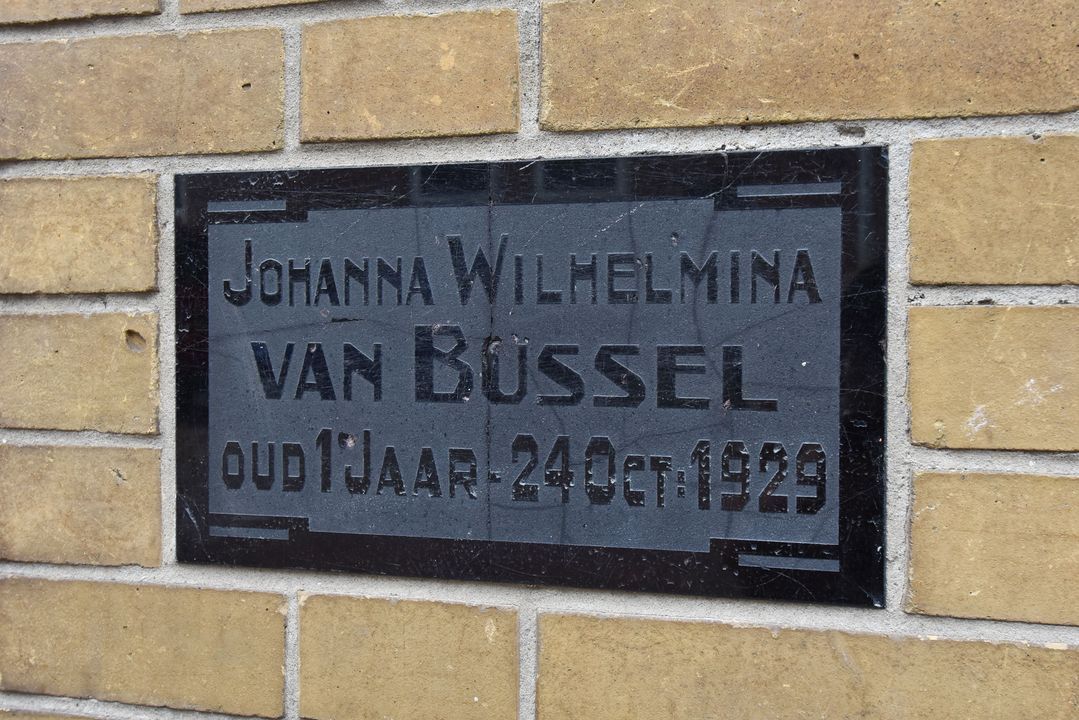 JOHANNA WILHELMINA
VAN BUSSEL
OUD 1 JAAR - 24 OCT: 1929